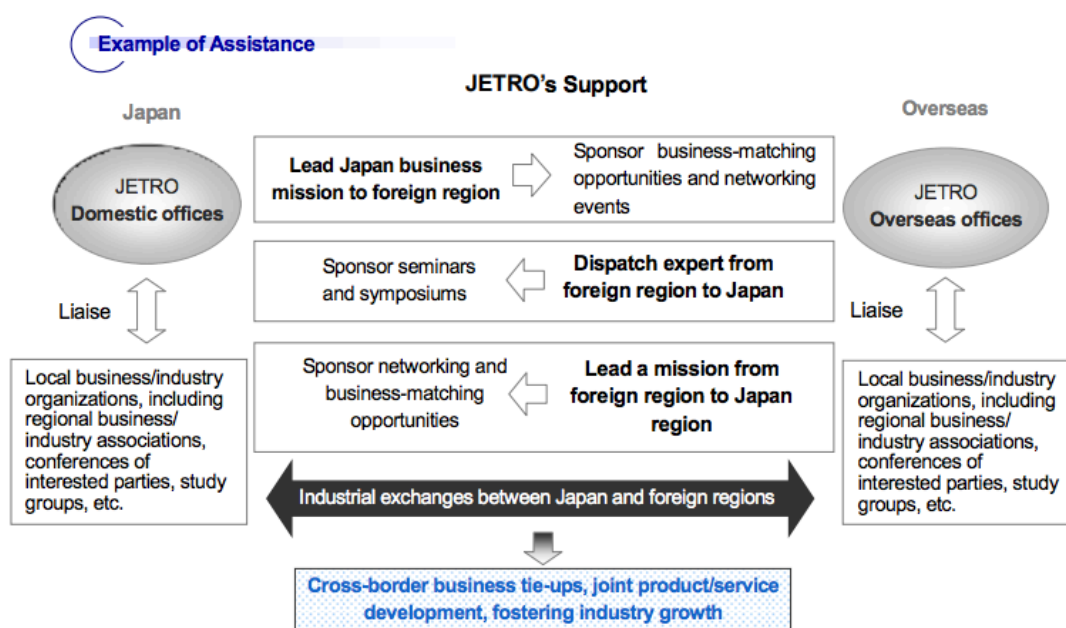 Example of Assistance
JETRO's Support
Japan
Overseas
JETRO
Domestic offices
Lead Japan business
mission to foreign region
Sponsor business-matching
opportunities and networking
events
JETRO
Overseas offices
Sponsor seminars
and symposiums
Dispatch expert from
foreign region to Japan
Liaise
Liaise
Sponsor networking and
business-matching
opportunities
Lead a mission from
foreign region to Japan
region
Local business/industry
organizations, including
regional business/
industry associations,
conferences of
interested parties, study
groups, etc.
Local business/industry
organizations, including
regional business/
industry associations,
conferences of
interested parties, study
groups, etc.
Industrial exchanges between Japan and foreign regions
Cross-border business tie-ups, joint product/service
development, fostering industry growth